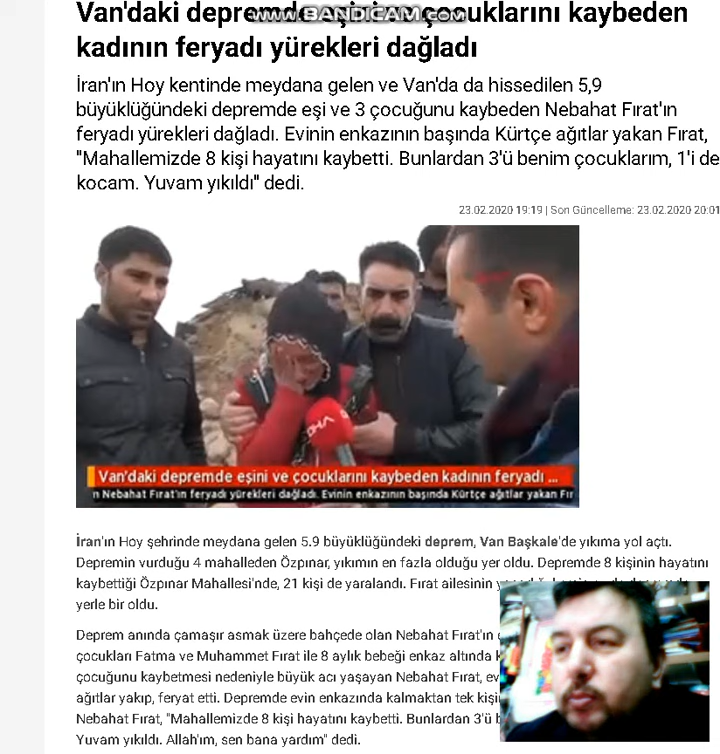 Van'daki depremde eşini ve çocuklarını kaybeden
www.BANDICAM.com
kadının feryadı yürekleri dağladı
İran'ın Hoy kentinde meydana gelen ve Van'da da hissedilen 5,9
büyüklüğündeki depremde eşi ve 3 çocuğunu kaybeden Nebahat Fırat'ın
feryadı yürekleri dağladı. Evinin enkazının başında Kürtçe ağıtlar yakan Fırat,
"Mahallemizde 8 kişi hayatını kaybetti. Bunlardan 3'ü benim çocuklarım, 1'i de
kocam. Yuvam yıkıldı" dedi.
23.02.2020 19:19 | Son Güncelleme: 23.02.2020 20:01
DHA
Van'daki depremde eşini ve çocuklarını kaybeden kadının feryadı ...
n Nebahat Fırat'ın feryadı yürekleri dağladı. Evinin enkazının başında Kürtçe ağıtlar yakan Fır
İran'ın Hoy şehrinde meydana gelen 5.9 büyüklüğündeki deprem, Van Başkale'de yıkıma yol açtı.
Depremin vurduğu 4 mahalleden Özpınar, yıkımın en fazla olduğu yer oldu. Depremde 8 kişinin hayatını
kaybettiği Özpınar Mahallesi'nde, 21 kişi de yaralandı. Fırat ailesinin
yerle bir oldu.
Deprem anında çamaşır asmak üzere bahçede olan Nebahat Fırat'ın
çocukları Fatma ve Muhammet Fırat ile 8 aylık bebeği enkaz altında
çocuğunu kaybetmesi nedeniyle büyük acı yaşayan Nebahat Fırat, ev
ağıtlar yakıp, feryat etti. Depremde evin enkazında kalmaktan tek kişi
Nebahat Fırat, "Mahallemizde 8 kişi hayatını kaybetti. Bunlardan 3'ü
Yuvam yıkıldı. Allah'ım, sen bana yardım" dedi.